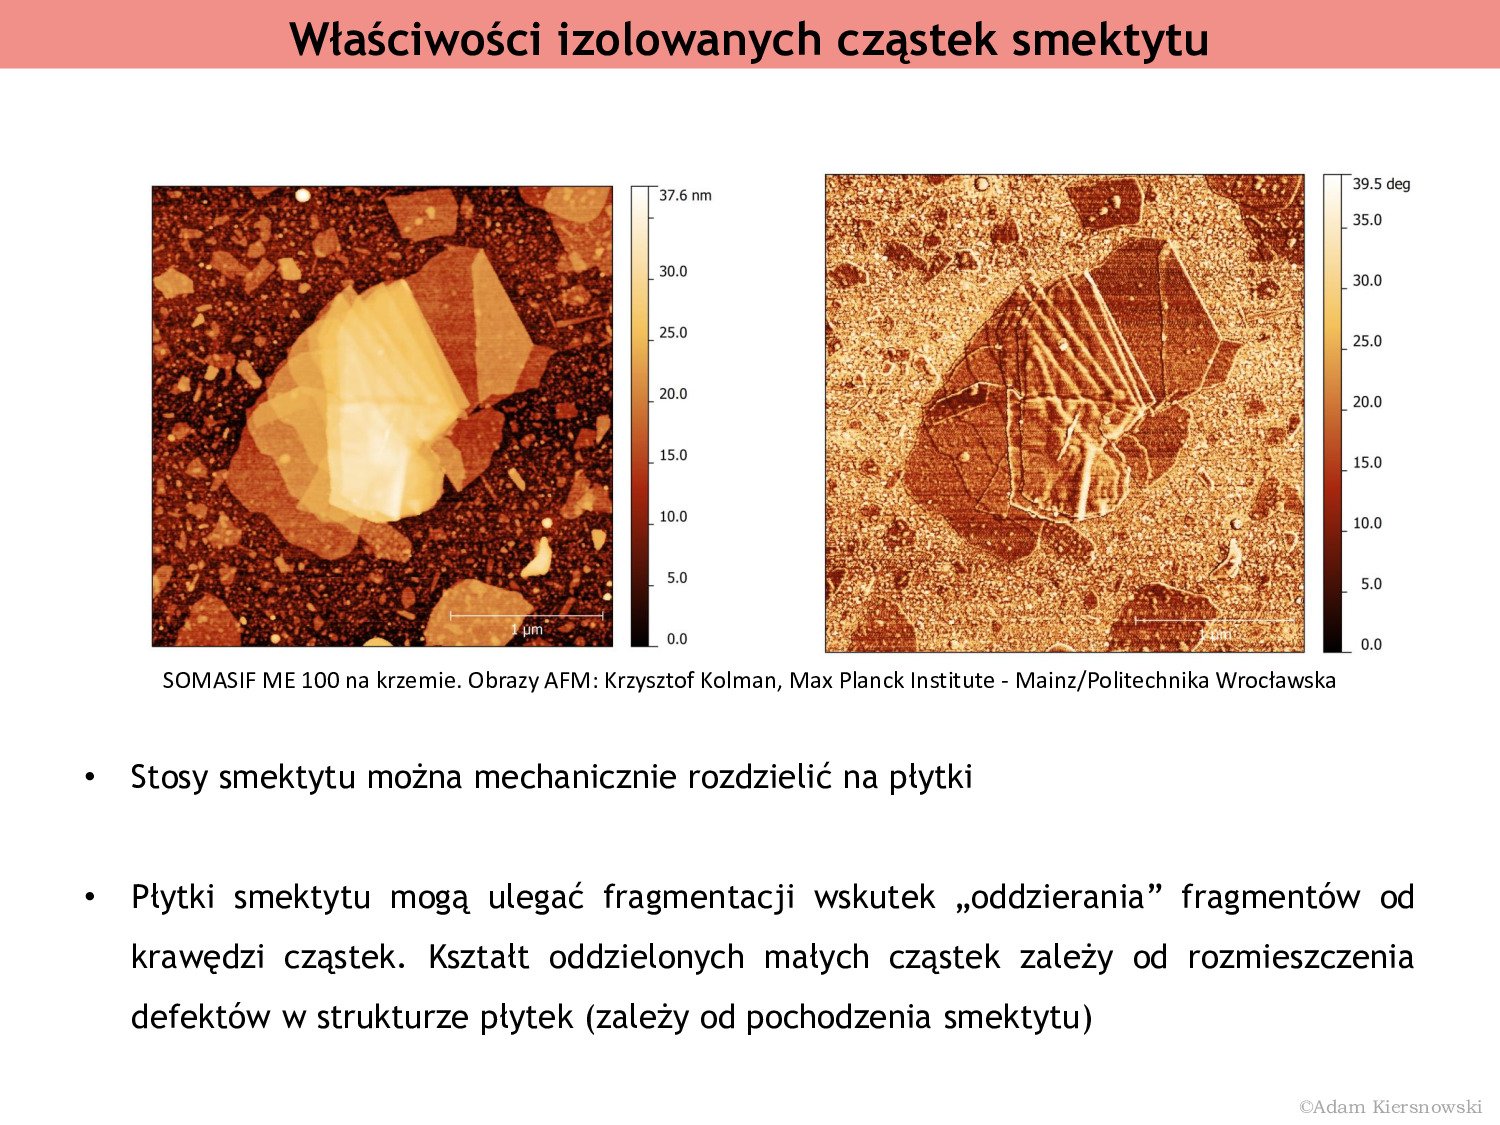 Właściwości izolowanych cząstek smektytu
37.6 nm
30.0
25.0
20.0
15.0
10.0
5.0
0.0
1 µm
39.5 deg
35.0
30.0
25.0
20.0
15.0
10.0
5.0
0.0
1 µm
SOMASIF ME 100 na krzemie. Obrazy AFM: Krzysztof Kolman, Max Planck Institute - Mainz/Politechnika Wrocławska
• Stosy smektytu można mechanicznie rozdzielić na płytki
• Płytki smektytu mogą ulegać fragmentacji wskutek „oddzierania” fragmentów od
krawędzi cząstek. Kształt oddzielonych małych cząstek zależy od rozmieszczenia
defektów w strukturze płytek (zależy od pochodzenia smektytu)
©Adam Kiersnowski